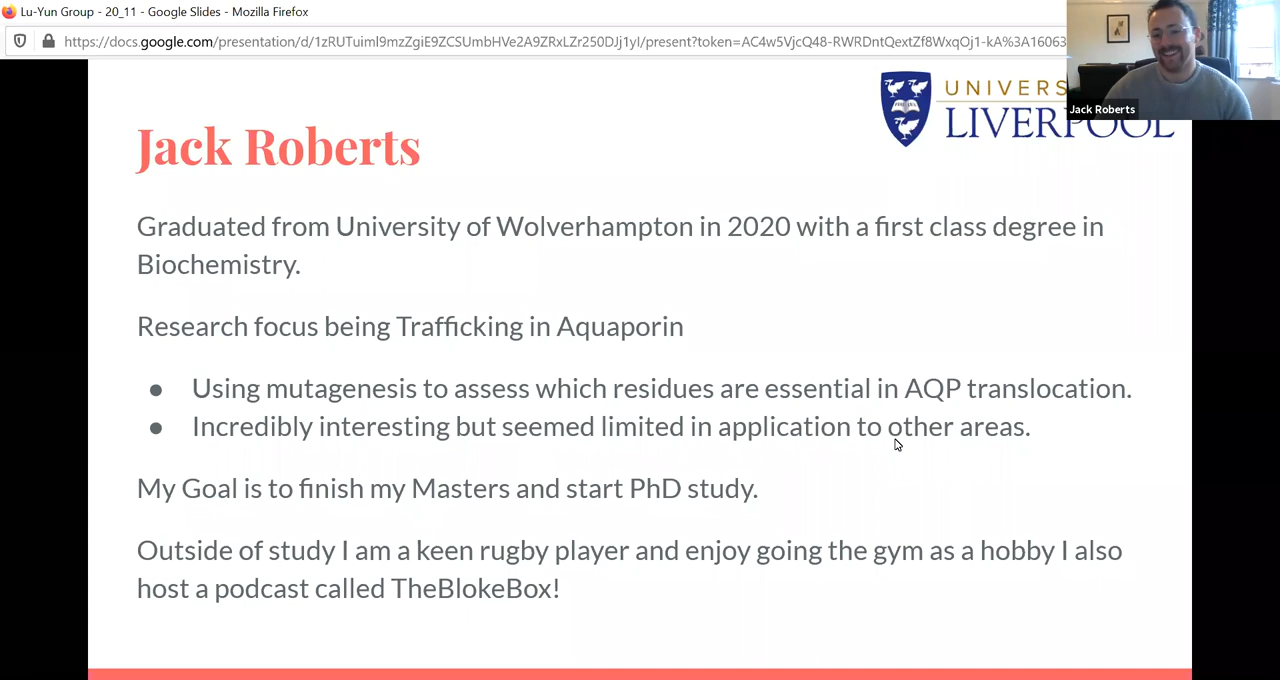 Lu-Yun Group - 20_11 - Google Slides - Mozilla Firefox
https://docs.google.com/presentation/d/1zRUTuimI9mzZgiE9ZCSUmbHVe2A9ZRxLZr250DJj1yI/present?token=AC4w5VjcQ48-RWRDntQextZf8WxqOj1-kA%3A16063
Jack Roberts
UNIVERS
LIVERPOOL
Jack Roberts
Graduated from University of Wolverhampton in 2020 with a first class degree in
Biochemistry.
Research focus being Trafficking in Aquaporin
● Using mutagenesis to assess which residues are essential in AQP translocation.
● Incredibly interesting but seemed limited in application to other areas.
My Goal is to finish my Masters and start PhD study.
Outside of study I am a keen rugby player and enjoy going the gym as a hobby I also
host a podcast called TheBlokeBox!